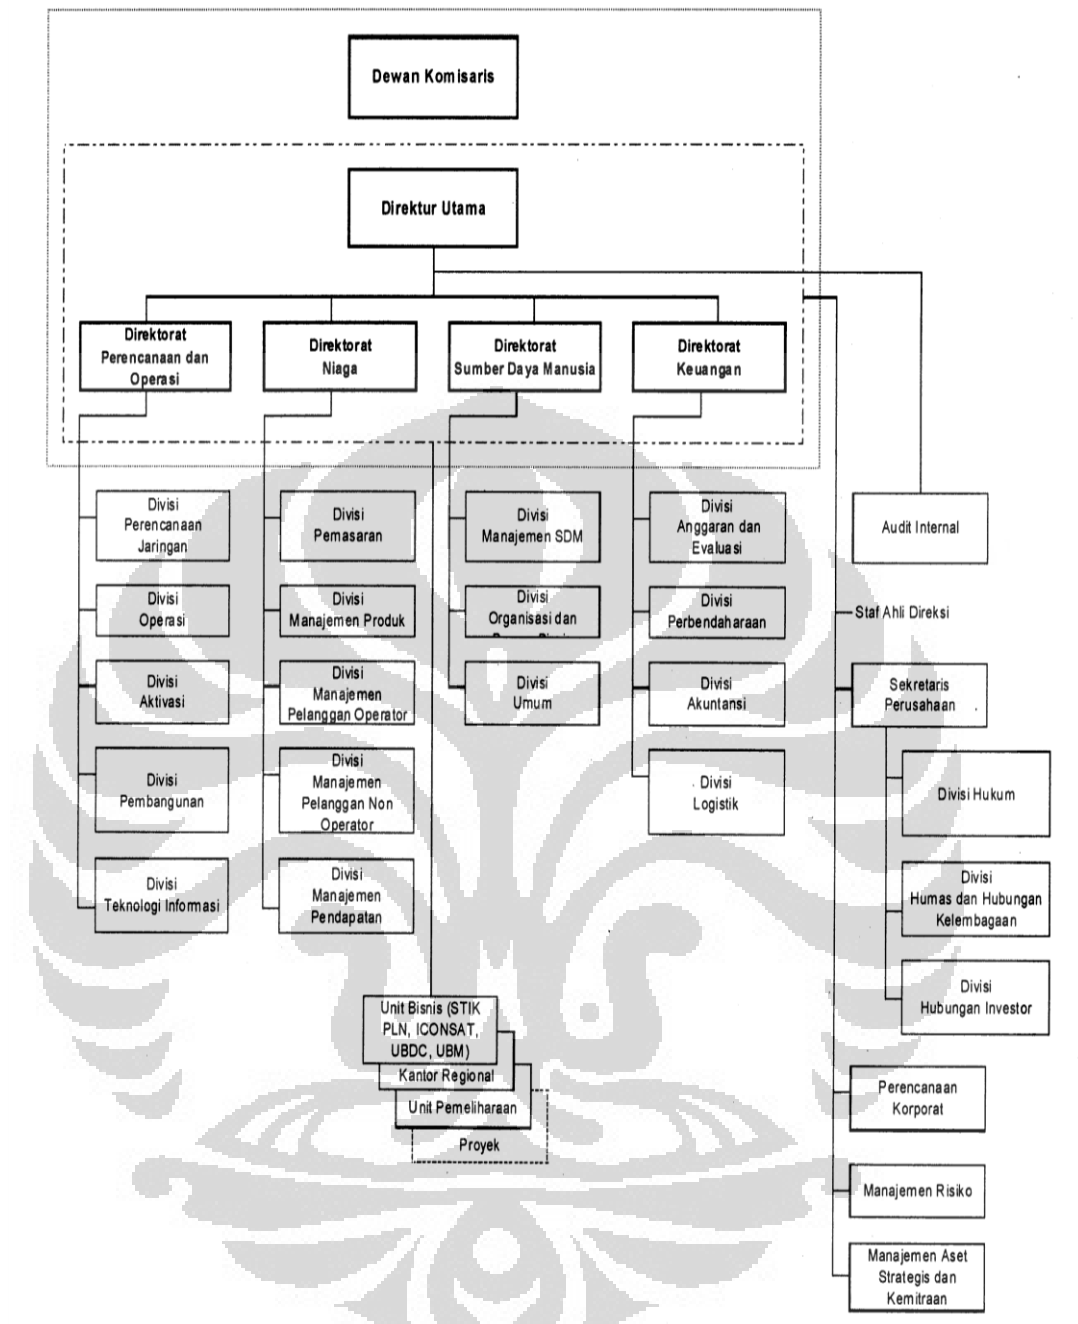 Dewan Komisaris
Direktur Utama
Direktorat
Perencanaan dan
Operasi
Direktorat
Niaga
Direktorat
Sumber Daya Manusia
Direktorat
Keuangan
Divisi
Perencanaan
Jaringan
Divisi
Operasi
Divisi
Aktivasi
Divisi
Pembangunan
Divisi
Teknologi Informasi
Divisi
Pemasaran
Divisi
Manajemen Produk
Divisi
Manajemen
Pelanggan Operator
Divisi
Manajemen
Pelanggan Non
Operator
Divisi
Manajemen
Pendapatan
Divisi
Manajemen SDM
Divisi
Organisasi dan
Divisi
Umum
Divisi
Anggaran dan
Evaluasi
Divisi
Perbendaharaan
Divisi
Akuntansi
Divisi
Logistik
Audit Internal
Staf Ahli Direksi
Sekretaris
Perusahaan
Divisi Hukum
Divisi
Humas dan Hubungan
Kelembagaan
Divisi
Hubungan Investor
Unit Bisnis (STIK
PLN, ICONSAT,
UBDC, UBM)
Kantor Regional
Unit Pemeliharaan
Proyek
Perencanaan
Korporat
Manajemen Risiko
Manajemen Aset
Strategis dan
Kemitraan